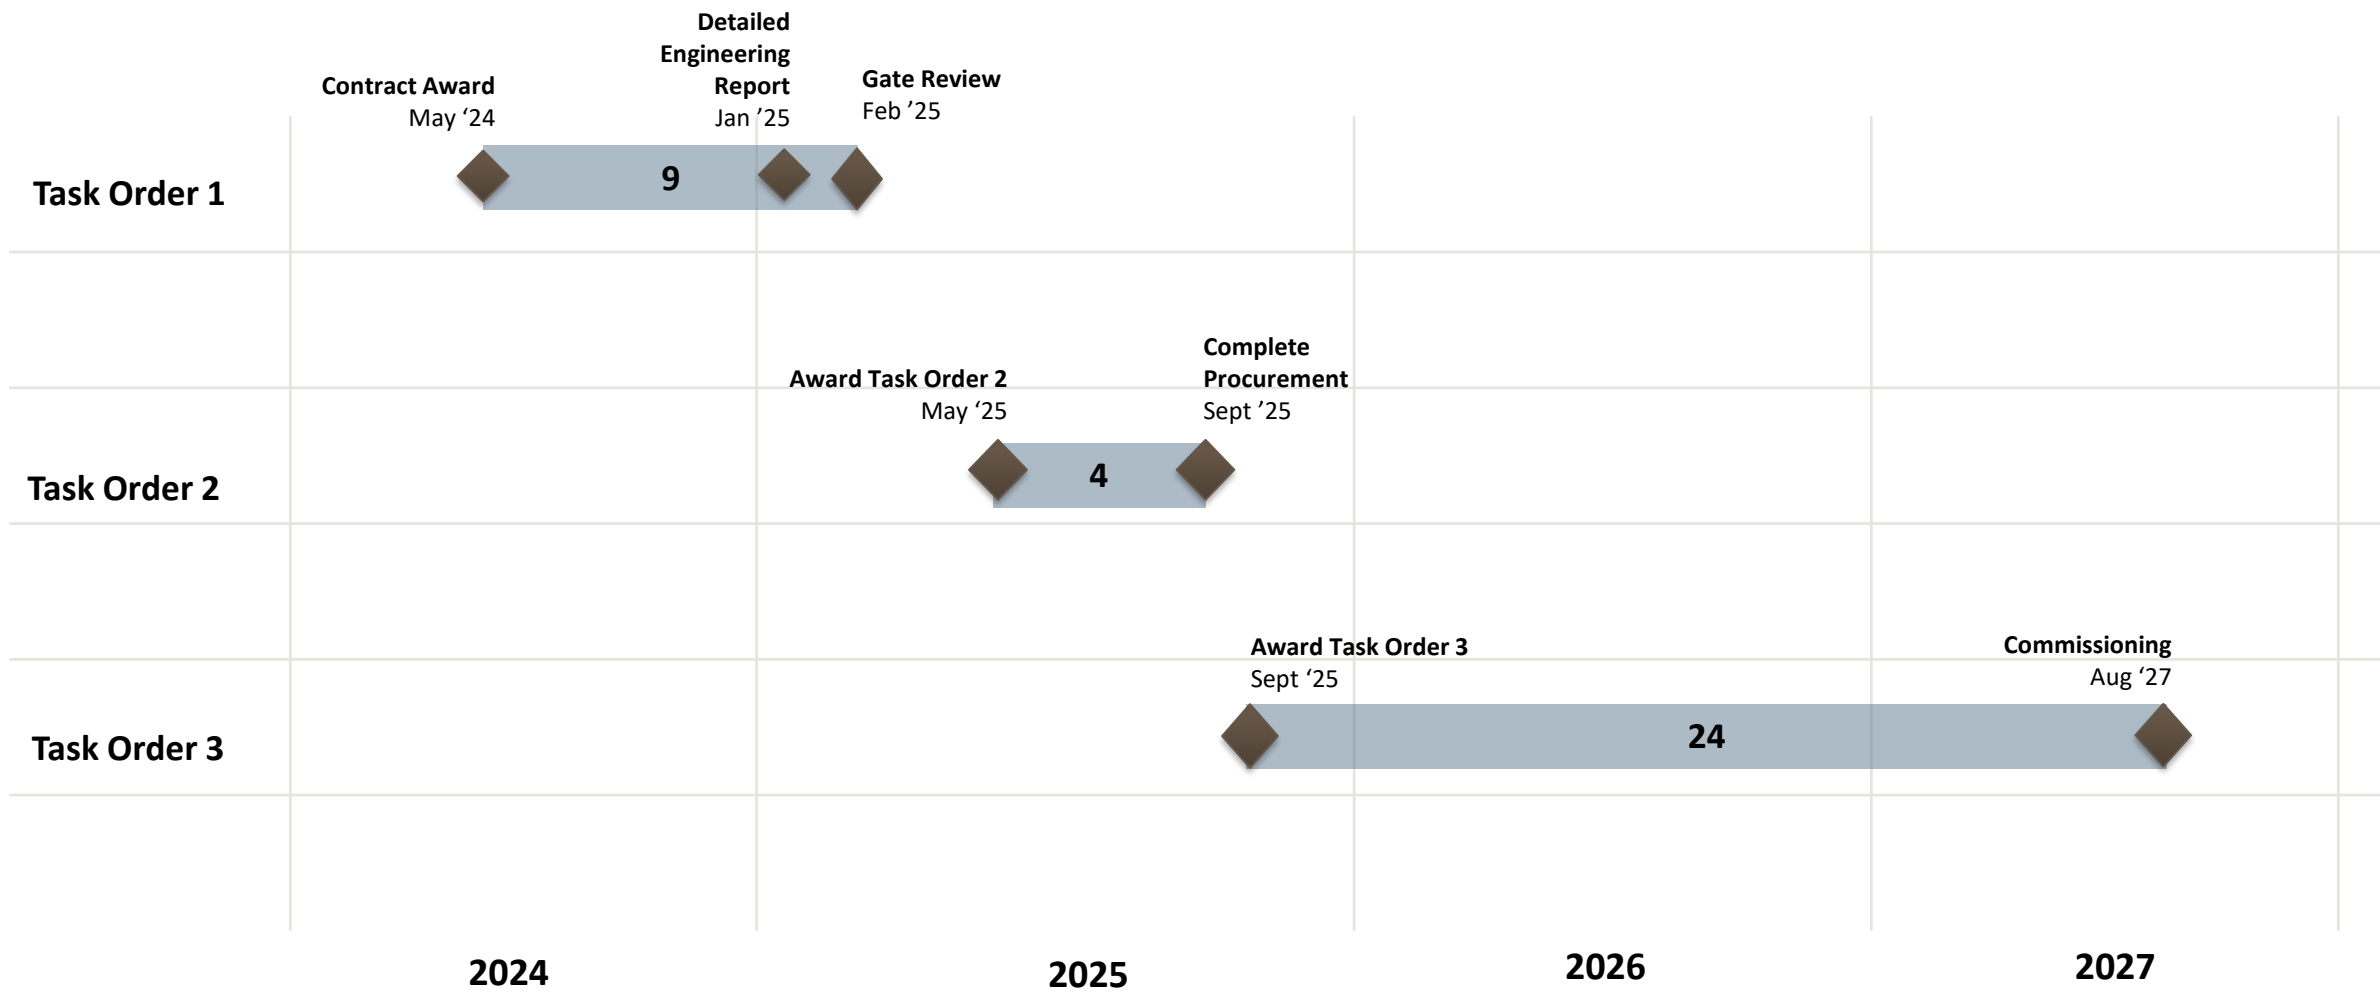 Detailed
Engineering
Report
Jan ’25
Contract Award
May ‘24
Gate Review
Feb ’25
Task Order 1
9
Complete
Procurement
Sept ’25
Award Task Order 2
May ‘25
Task Order 2
4
Award Task Order 3
Sept ‘25
Commissioning
Aug ‘27
Task Order 3
24
2024
2025
2026
2027